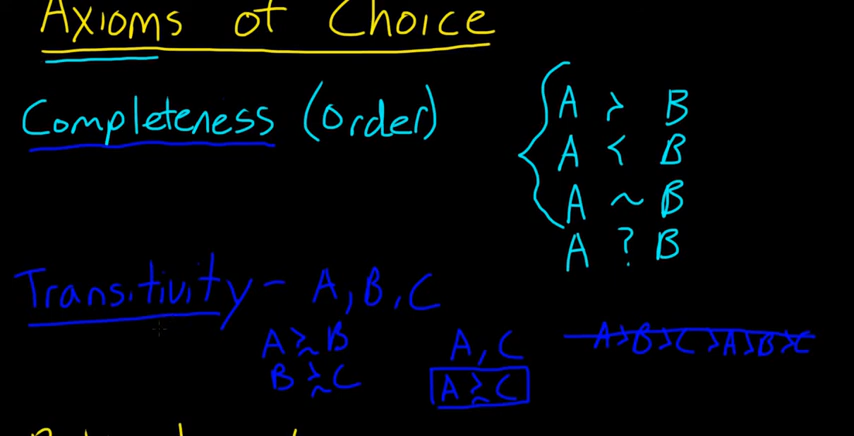 Axioms of Choice
Completeness (Order)
A ≻ B
A ≺ B
A ~ B
A ? B
Transitivity - A, B, C
A ≿ B
B ≿ C
A, C
A ≿ C
A≻B≻C≻A≻B≻C